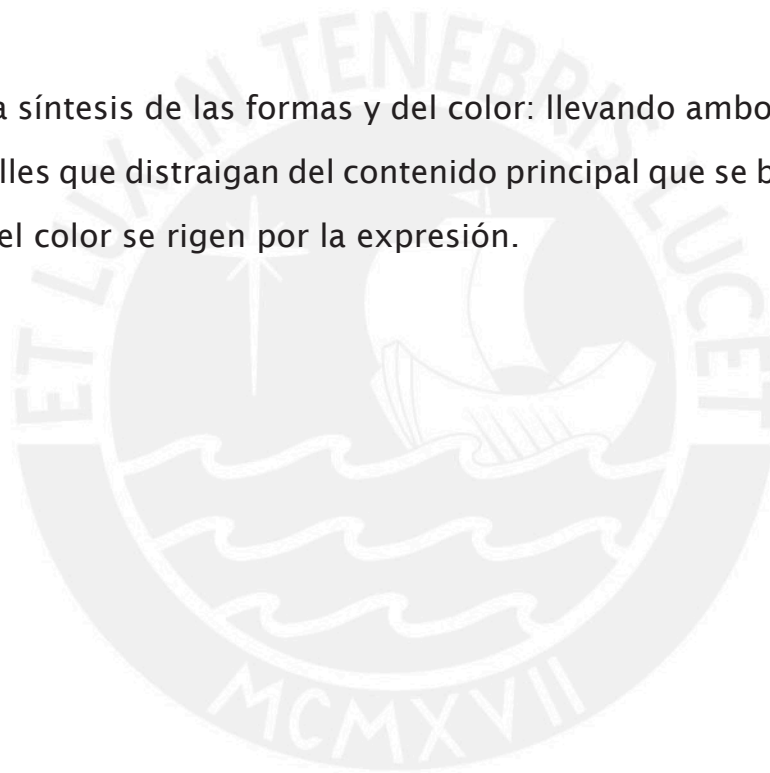 a síntesis de las formas y del color: llevando ambo
lles que distraigan del contenido principal que se b
el color se rigen por la expresión.
ET LUX IN TENEBRIS LUCET
MCMXVII